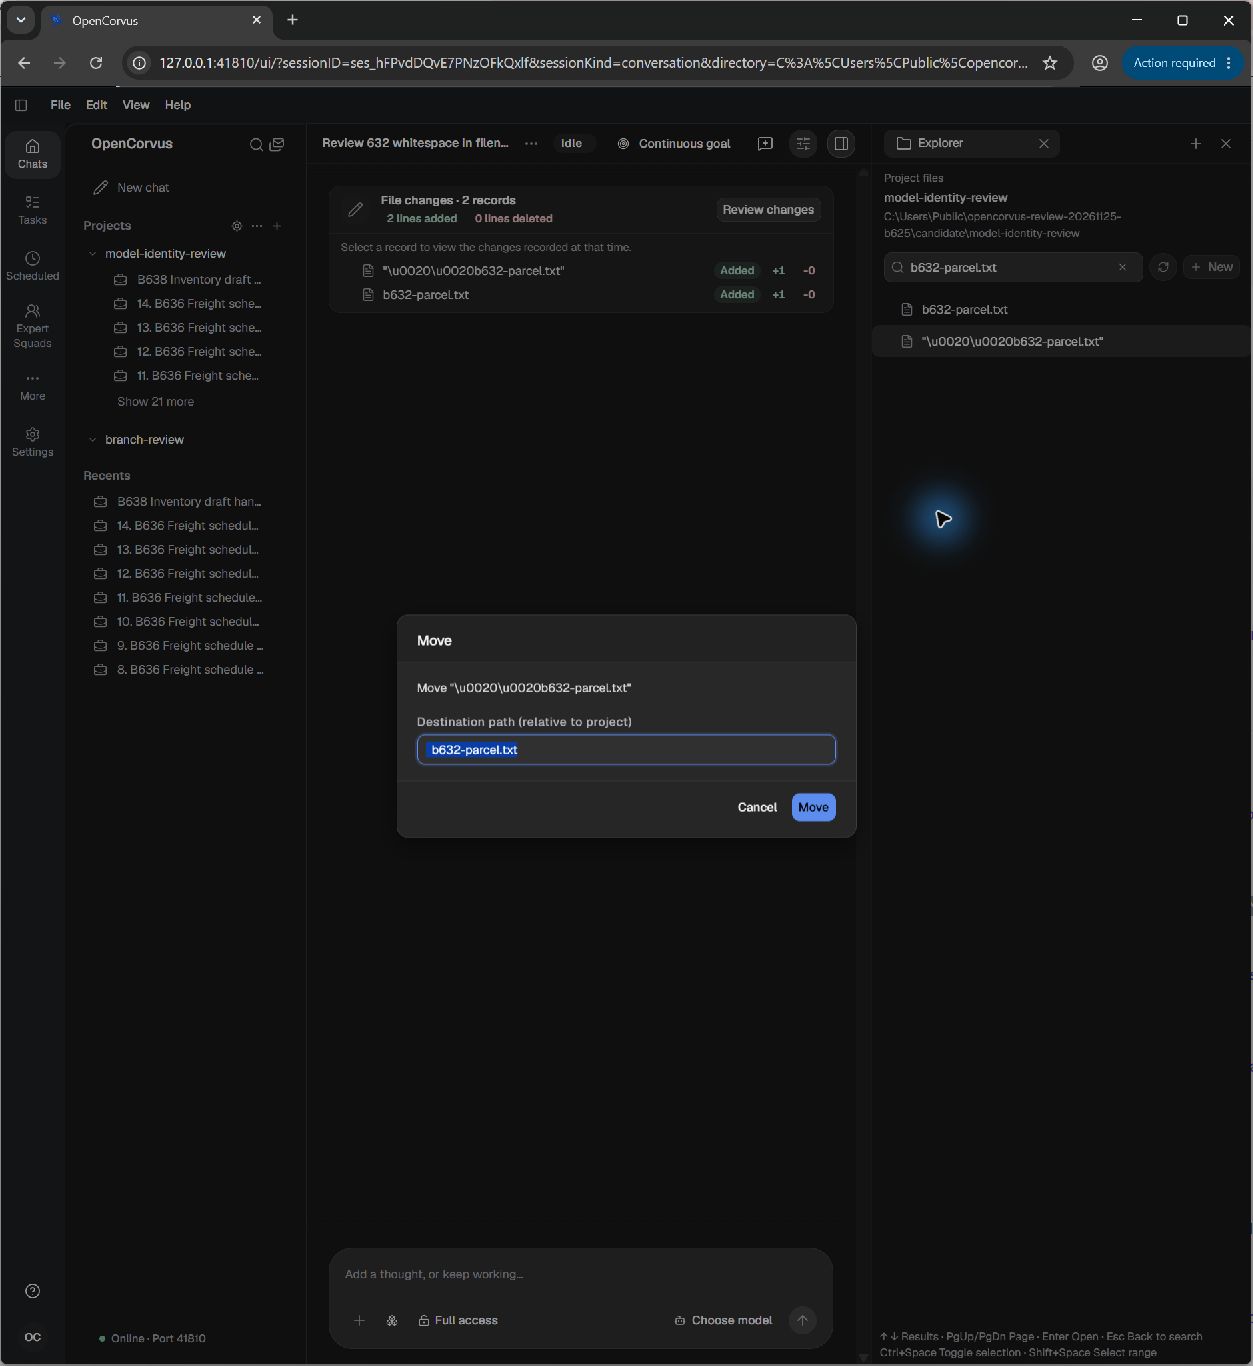 OpenCorvus
127.0.0.1:41810/ui/?sessionID=ses_hFPvdDQvE7PNzOFkQxlf&sessionKind=conversation&directory=C%3A%5CUsers%5CPublic%5Copencor...
Action required
File Edit View Help
Chats
Tasks
Scheduled
Expert
Squads
More
Settings
OC
OpenCorvus
New chat
Projects
model-identity-review
B638 Inventory draft ...
14. B636 Freight sche...
13. B636 Freight sche...
12. B636 Freight sche...
11. B636 Freight sche...
Show 21 more
branch-review
Recents
B638 Inventory draft han...
14. B636 Freight schedul...
13. B636 Freight schedul...
12. B636 Freight schedul...
11. B636 Freight schedule...
10. B636 Freight schedul...
9. B636 Freight schedule ...
8. B636 Freight schedule ...
Online · Port 41810
Review 632 whitespace in filen... ··· Idle Continuous goal
File changes · 2 records
2 lines added 0 lines deleted
Review changes
Select a record to view the changes recorded at that time.
"\u0020\u0020b632-parcel.txt" Added +1 -0
b632-parcel.txt Added +1 -0
Move
Move "\u0020\u0020b632-parcel.txt"
Destination path (relative to project)
b632-parcel.txt
Cancel Move
Add a thought, or keep working...
Full access Choose model
Explorer
Project files
model-identity-review
C:\Users\Public\opencorvus-review-20261125-
b625\candidate\model-identity-review
b632-parcel.txt
New
b632-parcel.txt
"\u0020\u0020b632-parcel.txt"
↑ ↓ Results · PgUp/PgDn Page · Enter Open · Esc Back to search
Ctrl+Space Toggle selection · Shift+Space Select range